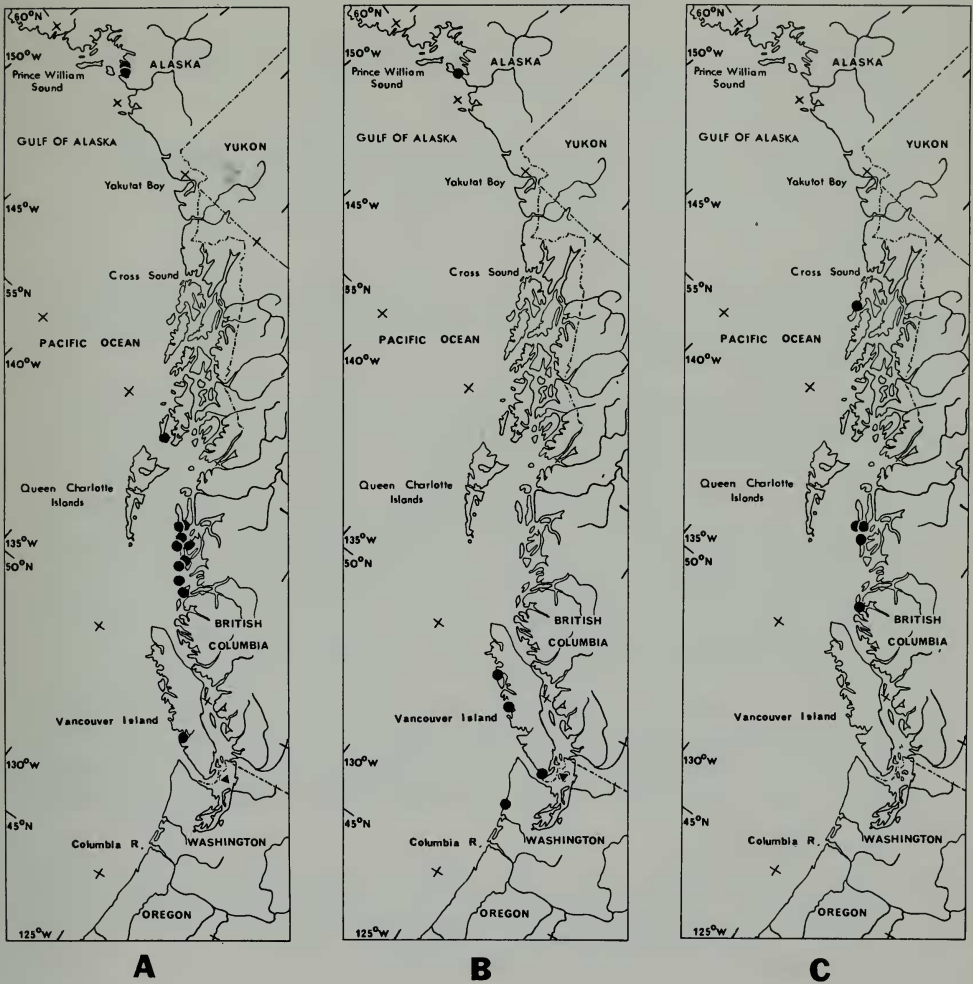 60°N
150°W
ALASKA
Prince William
Sound
GULF OF ALASKA
YUKON
Yakutat Bay
145°W
Cross Sound
55°N
PACIFIC OCEAN
140°W
Queen Charlotte
Islands
135°W
50°N
BRITISH
COLUMBIA
Vancouver Island
130°W
45°N
Columbia R.
WASHINGTON
OREGON
125°W
A
60°N
150°W
ALASKA
Prince William
Sound
GULF OF ALASKA
YUKON
Yakutat Bay
145°W
Cross Sound
55°N
PACIFIC OCEAN
140°W
Queen Charlotte
Islands
135°W
50°N
BRITISH
COLUMBIA
Vancouver Island
130°W
45°N
Columbia R.
WASHINGTON
OREGON
125°W
B
60°N
150°W
ALASKA
Prince William
Sound
GULF OF ALASKA
YUKON
Yakutat Bay
145°W
Cross Sound
55°N
PACIFIC OCEAN
140°W
Queen Charlotte
Islands
135°W
50°N
BRITISH
COLUMBIA
Vancouver Island
130°W
45°N
Columbia R.
WASHINGTON
OREGON
125°W
C